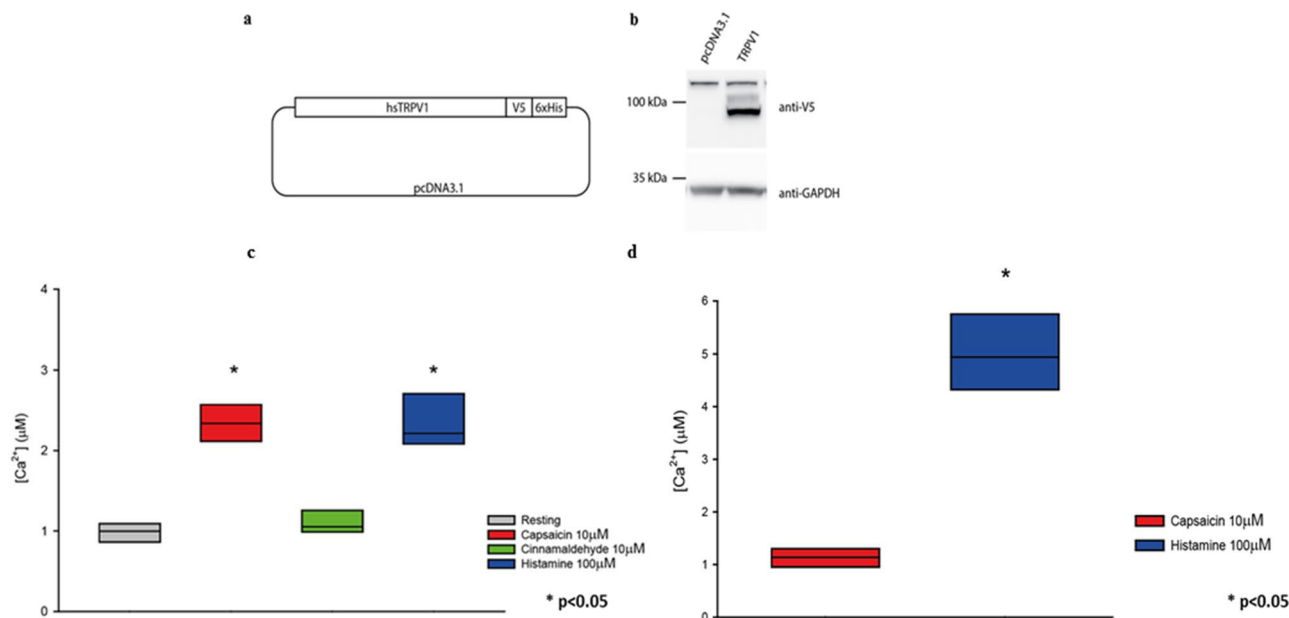 a
hsTRPV1 V5 6xHis
pcDNA3.1
b
pcDNA3.1 TRPV1
100 kDa
anti-V5
35 kDa
anti-GAPDH
c
[Ca²⁺] (μM)
4
3
2
1
0
* *
Resting
Capsaicin 10μM
Cinnamaldehyde 10μM
Histamine 100μM
* p<0.05
d
[Ca²⁺] (μM)
6
5
4
3
2
1
0
*
Capsaicin 10μM
Histamine 100μM
* p<0.05